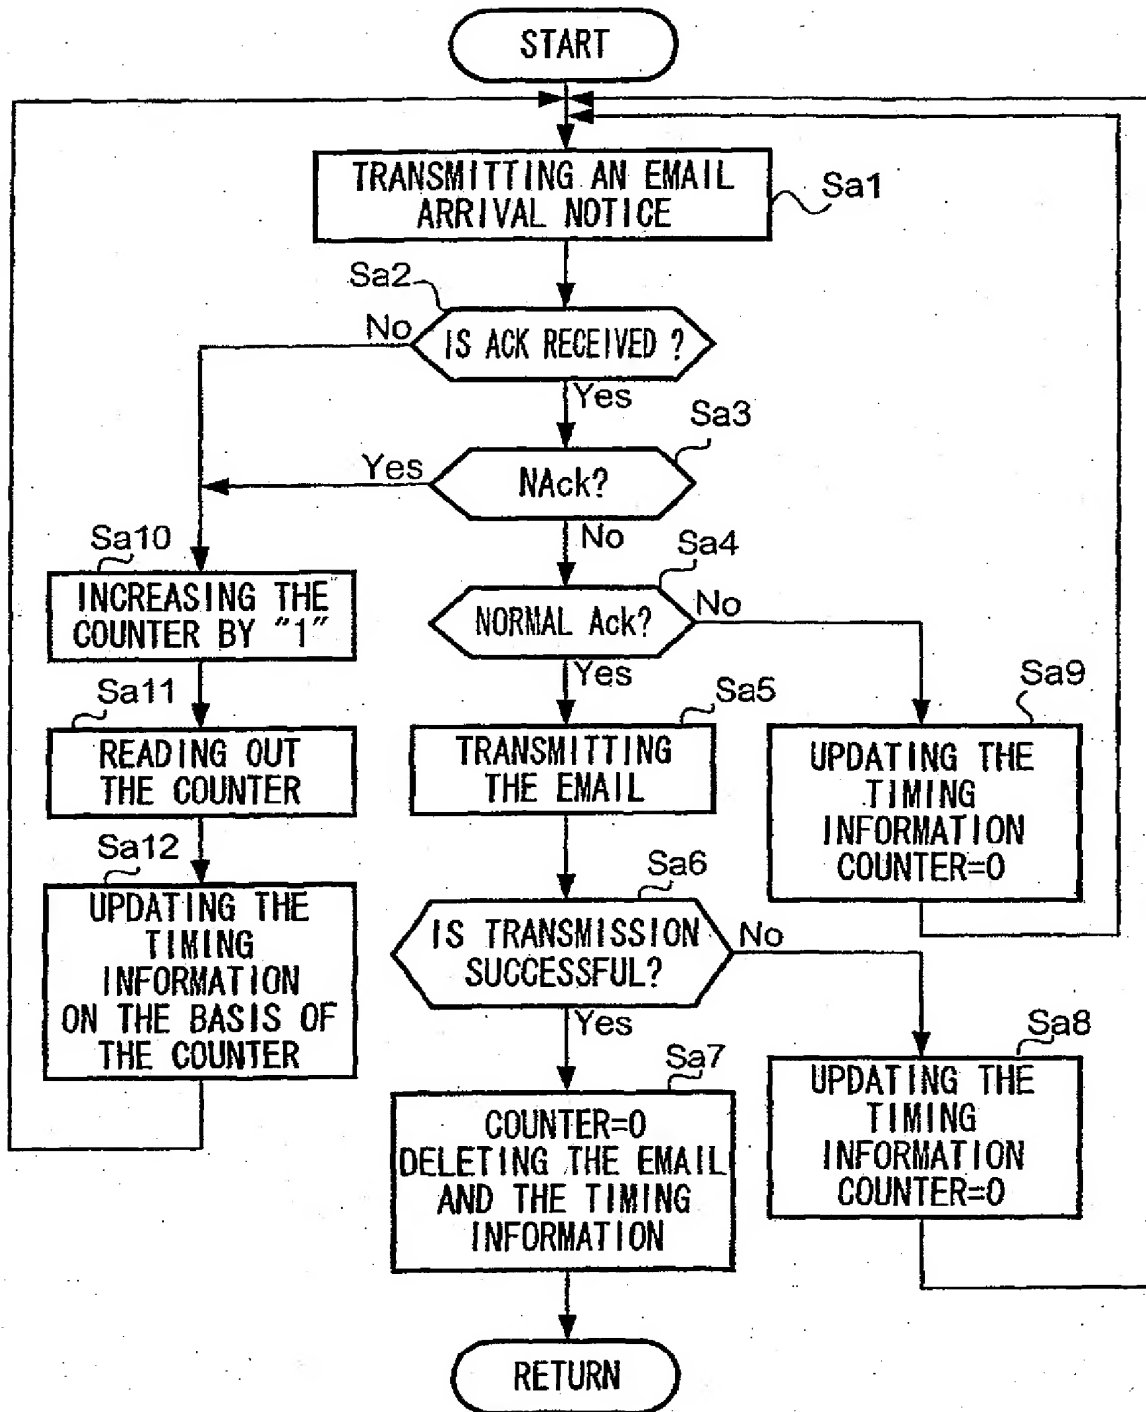 START
TRANSMITTING AN EMAIL
ARRIVAL NOTICE
Sa1
Sa2
No
IS ACK RECEIVED ?
Yes
Sa3
Yes
NAck?
No
Sa4
NORMAL Ack?
No
Yes
Sa10
INCREASING THE
COUNTER BY "1"
Sa11
READING OUT
THE COUNTER
Sa12
UPDATING THE
TIMING
INFORMATION
ON THE BASIS OF
THE COUNTER
Sa5
TRANSMITTING
THE EMAIL
Sa9
UPDATING THE
TIMING
INFORMATION
COUNTER=0
Sa6
IS TRANSMISSION
SUCCESSFUL?
No
Yes
Sa8
UPDATING THE
TIMING
INFORMATION
COUNTER=0
Sa7
COUNTER=0
DELETING THE EMAIL
AND THE TIMING
INFORMATION
RETURN